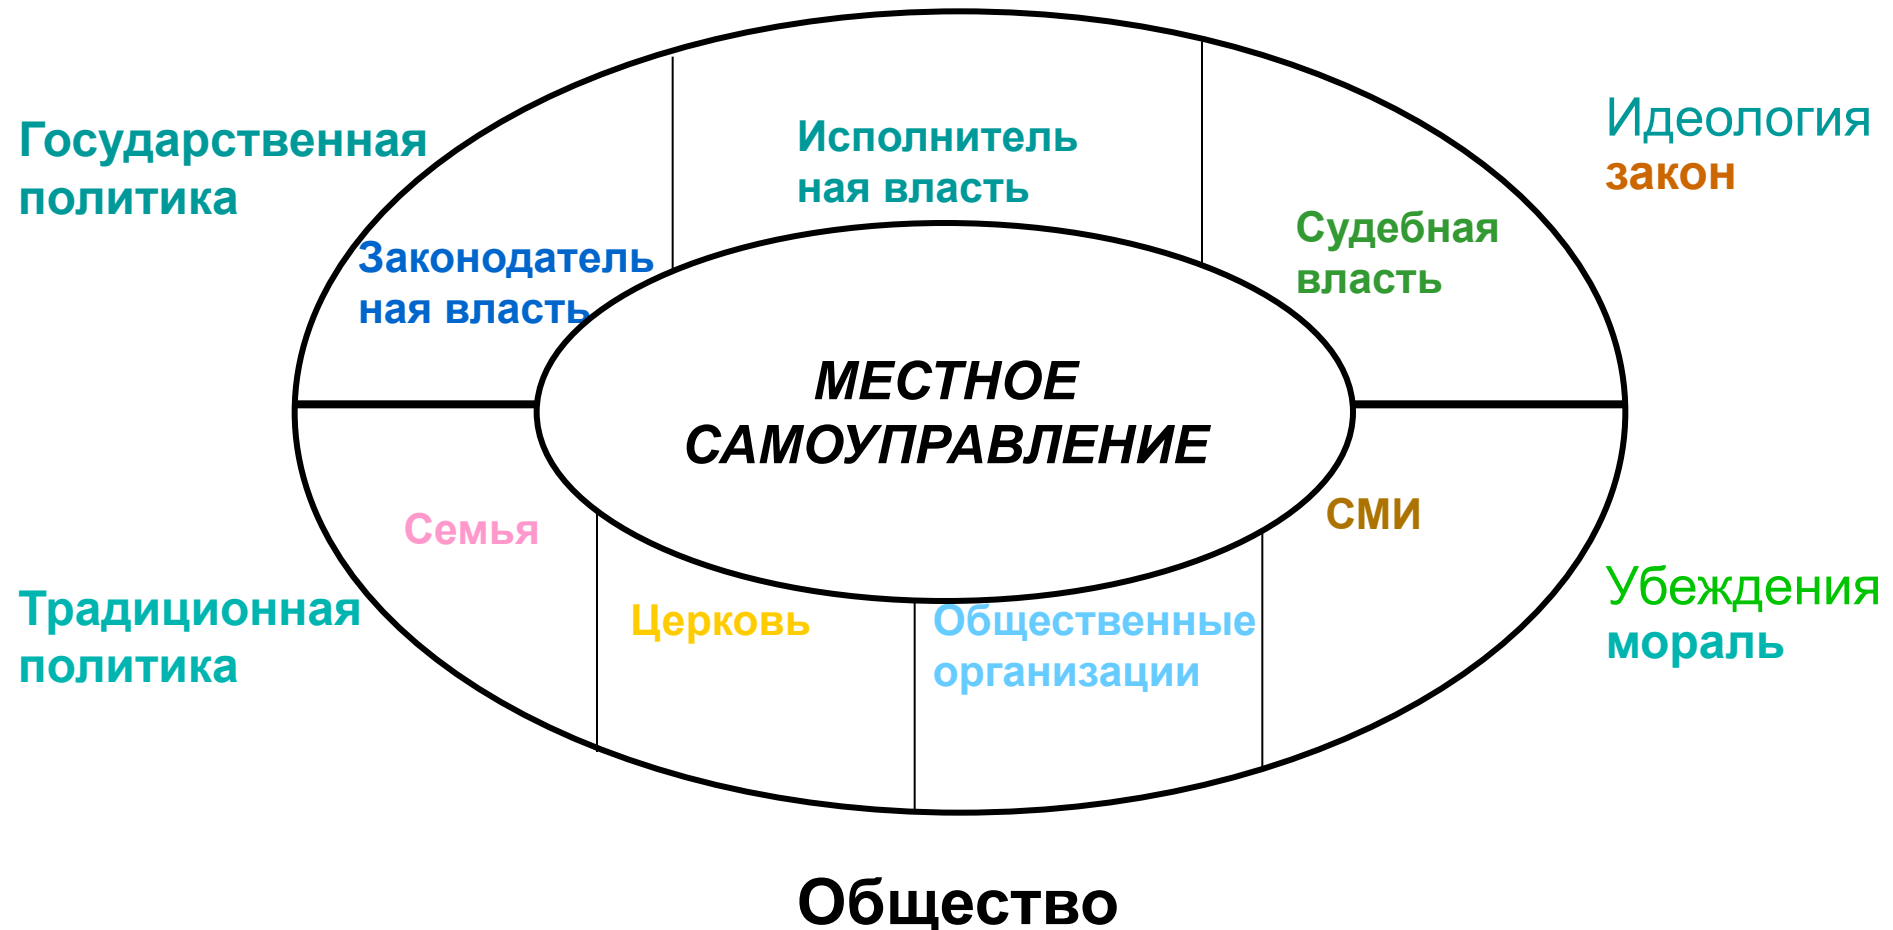 Государственная
политика
Исполнитель
ная власть
Идеология
закон
Законодатель
ная власть
Судебная
власть
МЕСТНОЕ
САМОУПРАВЛЕНИЕ
Семья
СМИ
Традиционная
политика
Церковь
Общественные
организации
Убеждения
мораль
Общество